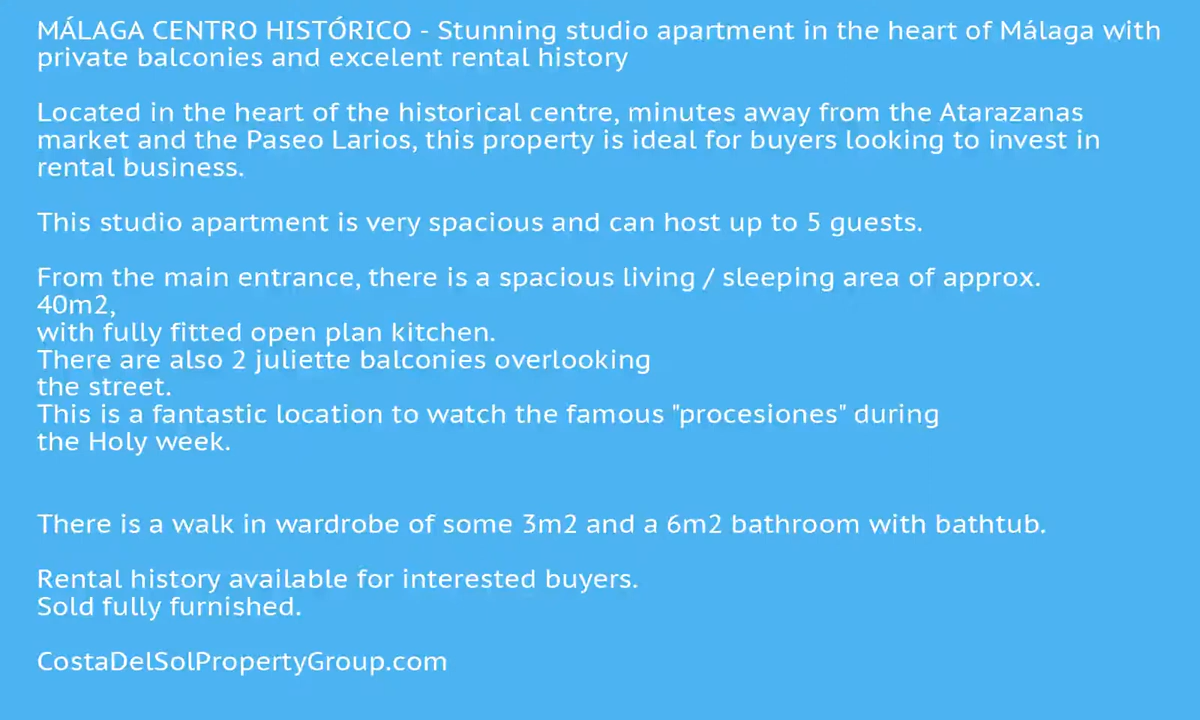 MÁLAGA CENTRO HISTÓRICO - Stunning studio apartment in the heart of Málaga with
private balconies and excelent rental history
Located in the heart of the historical centre, minutes away from the Atarazanas
market and the Paseo Larios, this property is ideal for buyers looking to invest in
rental business.
This studio apartment is very spacious and can host up to 5 guests.
From the main entrance, there is a spacious living / sleeping area of approx.
40m2,
with fully fitted open plan kitchen.
There are also 2 juliette balconies overlooking
the street.
This is a fantastic location to watch the famous "procesiones" during
the Holy week.
There is a walk in wardrobe of some 3m2 and a 6m2 bathroom with bathtub.
Rental history available for interested buyers.
Sold fully furnished.
CostaDelSolPropertyGroup.com